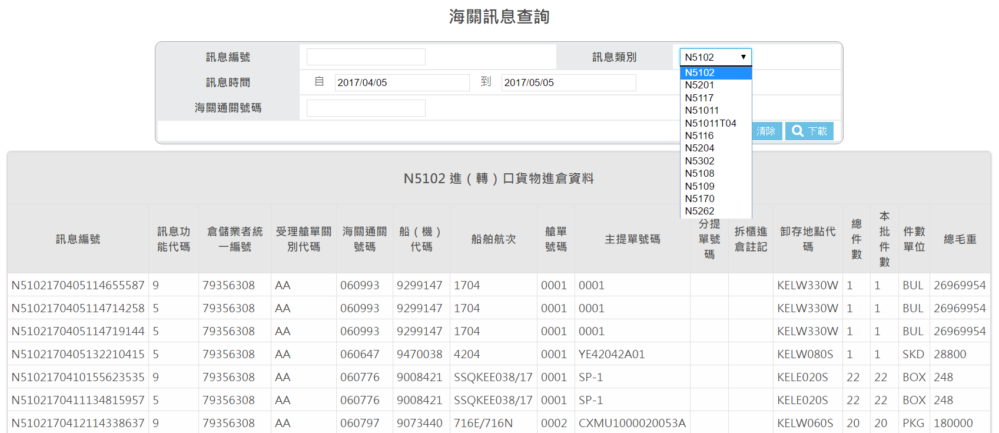 海關訊息查詢
訊息編號 訊息類別 N5102
訊息時間 自 2017/04/05 到 2017/05/05
海關通關號碼
清除 下載
N5102
N5201
N5117
N51011
N51011T04
N5116
N5204
N5302
N5108
N5109
N5170
N5262
N5102 進（轉）口貨物進倉資料
訊息編號 訊息功能代碼 倉儲業者統一編號 受理艙單關別代碼 海關通關號碼 船（機）代碼 船舶航次 艙單號碼 主提單號碼 分提單號碼 拆櫃進倉註記 卸存地點代碼 總件數 本批件數 件數單位 總毛重
N5102170405114655587 9 79356308 AA 060993 9299147 1704 0001 0001 KELW330W 1 1 BUL 26969954
N5102170405114714258 5 79356308 AA 060993 9299147 1704 0001 0001 KELW330W 1 1 BUL 26969954
N5102170405114719144 5 79356308 AA 060993 9299147 1704 0001 0001 KELW330W 1 1 BUL 26969954
N5102170405132210415 5 79356308 AA 060647 9470038 4204 0001 YE42042A01 KELW080S 1 1 SKD 28800
N5102170410155623535 9 79356308 AA 060776 9008421 SSQKEE038/17 0001 SP-1 KELE020S 22 22 BOX 248
N5102170411134815957 5 79356308 AA 060776 9008421 SSQKEE038/17 0001 SP-1 KELE020S 22 22 BOX 248
N5102170412114338637 9 79356308 AA 060797 9073440 716E/716N 0002 CXMU1000020053A KELW060S 20 20 PKG 180000